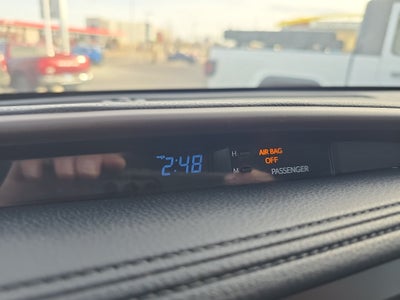 2:48
H
M
AIR BAG
OFF
PASSENGER